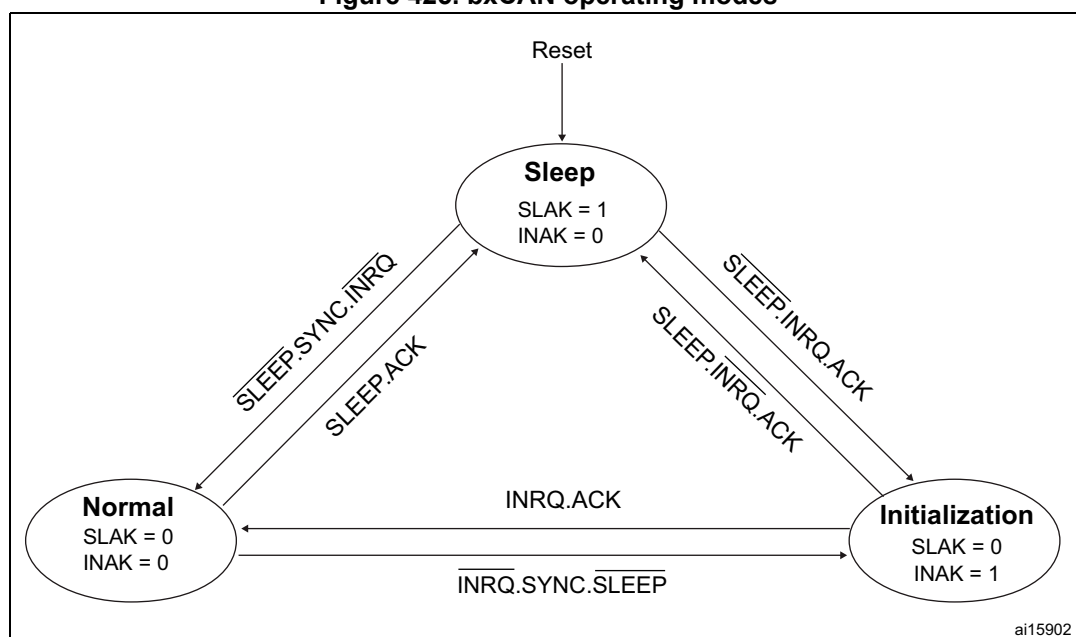 Figure bxCAN operating modes
Reset
Sleep
SLAK = 1
INAK = 0
SLEEP.SYNC.INRQ
SLEEP.ACK
SLEEP.INRQ.ACK
SLEEP.INRQ.ACK
Normal
SLAK = 0
INAK = 0
INRQ.ACK
INRQ.SYNC.SLEEP
Initialization
SLAK = 0
INAK = 1
ai15902